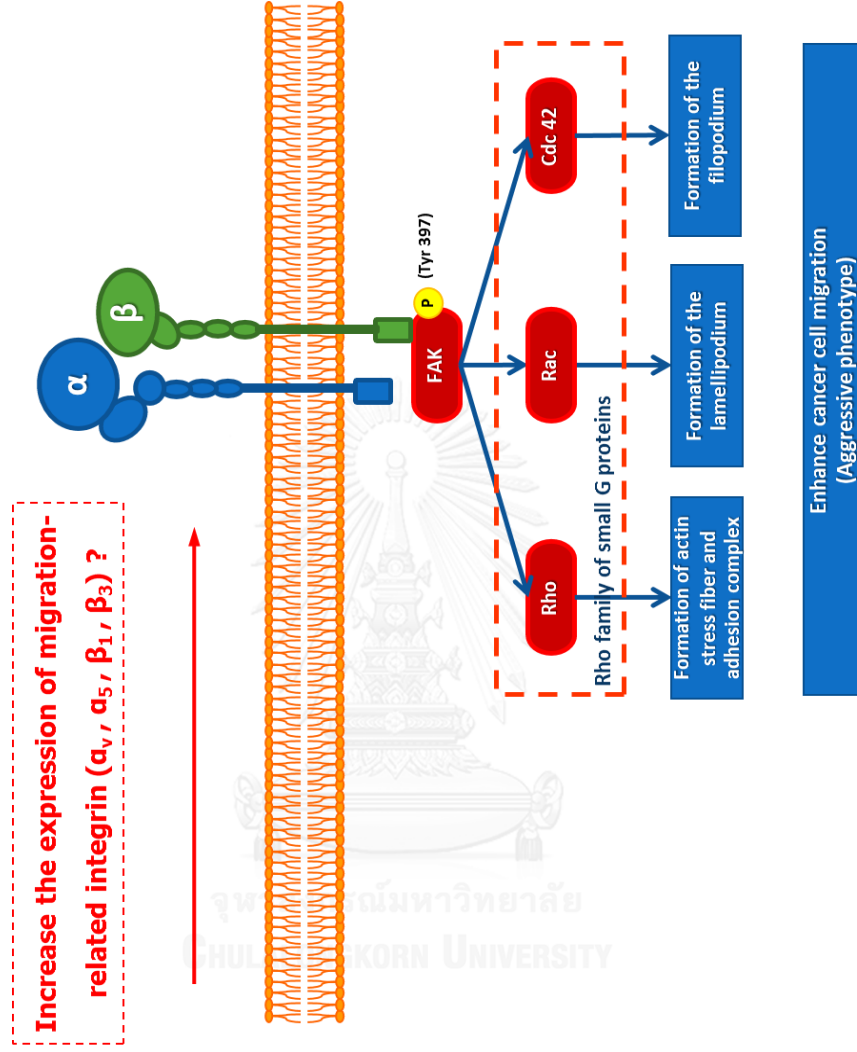 Increase the expression of migration-
related integrin (αᵥ, α₅, β₁, β₃) ?
α
β
FAK
P
(Tyr 397)
Rho
Rac
Cdc 42
Rho family of small G proteins
Formation of actin
stress fiber and
adhesion complex
Formation of the
lamellipodium
Formation of the
filopodium
Enhance cancer cell migration
(Aggressive phenotype)
UNIVERSITY